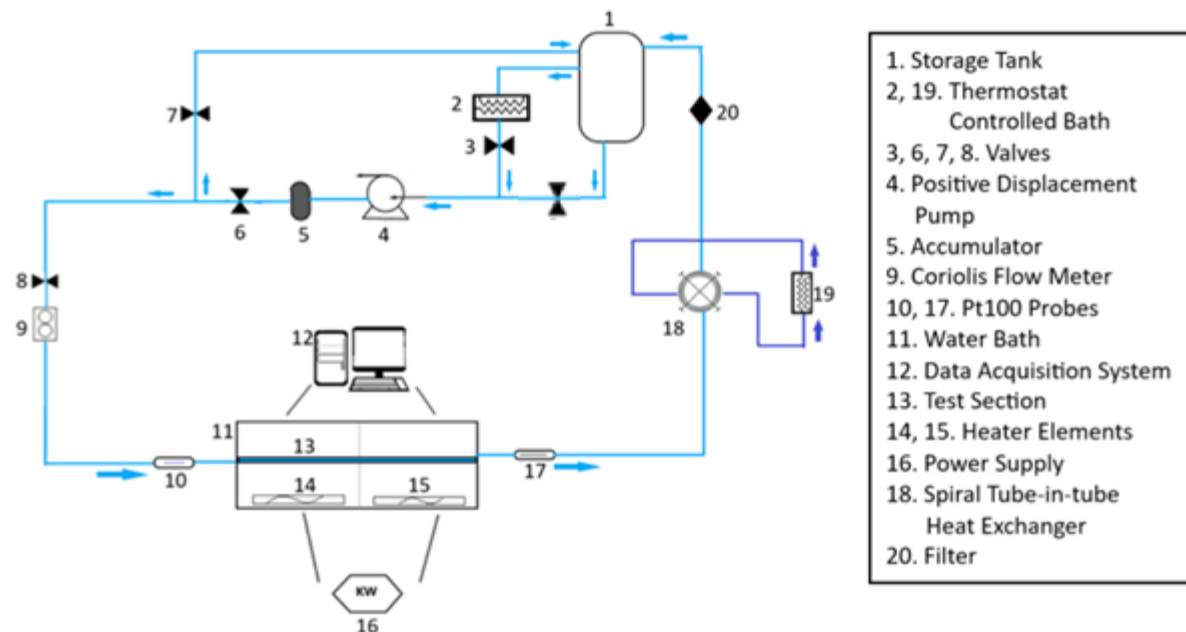 1
2
3
7
20
6
5
4
8
9
19
18
12
11
13
10
14
15
17
KW
16
1. Storage Tank
2, 19. Thermostat
Controlled Bath
3, 6, 7, 8. Valves
4. Positive Displacement
Pump
5. Accumulator
9. Coriolis Flow Meter
10, 17. Pt100 Probes
11. Water Bath
12. Data Acquisition System
13. Test Section
14, 15. Heater Elements
16. Power Supply
18. Spiral Tube-in-tube
Heat Exchanger
20. Filter